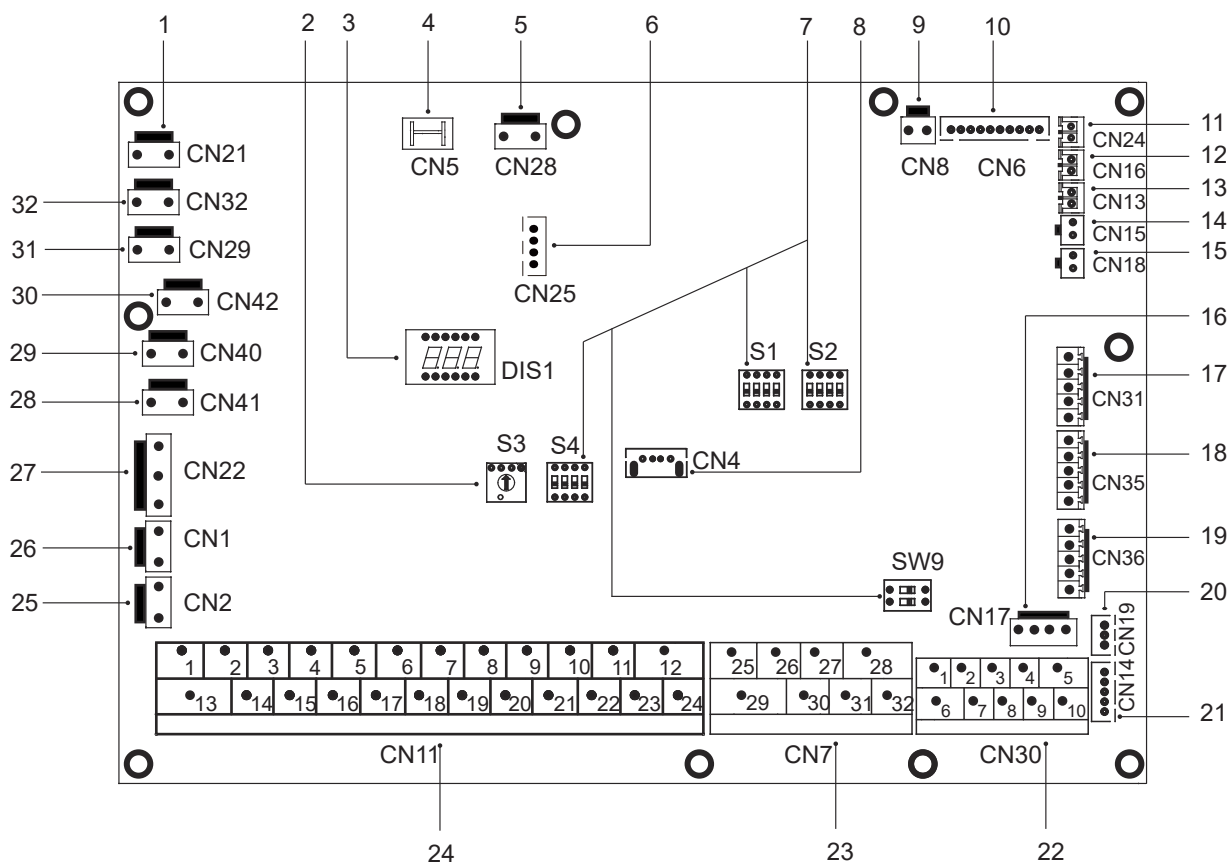 1 2 3 4 5 6 7 8 9 10
CN21
CN5
CN28
CN8
CN6
CN24
11
CN16
12
CN13
13
CN15
14
CN18
15
32
CN32
31
CN29
30
CN42
CN25
29
CN40
3
DIS1
S1
S2
16
28
CN41
CN31
17
27
CN22
2
S3
S4
CN4
CN35
18
26
CN1
CN36
19
25
CN2
SW9
CN17
CN19
20
1 2 3 4 5 6 7 8 9 10 11 12
25 26 27 28
1 2 3 4 5
CN14
13 14 15 16 17 18 19 20 21 22 23 24
29 30 31 32
6 7 8 9 10
21
CN11
CN7
CN30
24
23
22